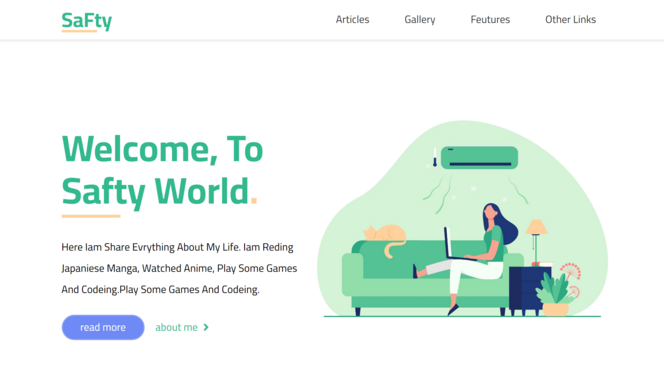 SaFty
Articles
Gallery
Feutures
Other Links
Welcome, To
Safty World.
Here Iam Share Evrything About My Life. Iam Reding
Japaniese Manga, Watched Anime, Play Some Games
And Codeing.Play Some Games And Codeing.
read more
about me